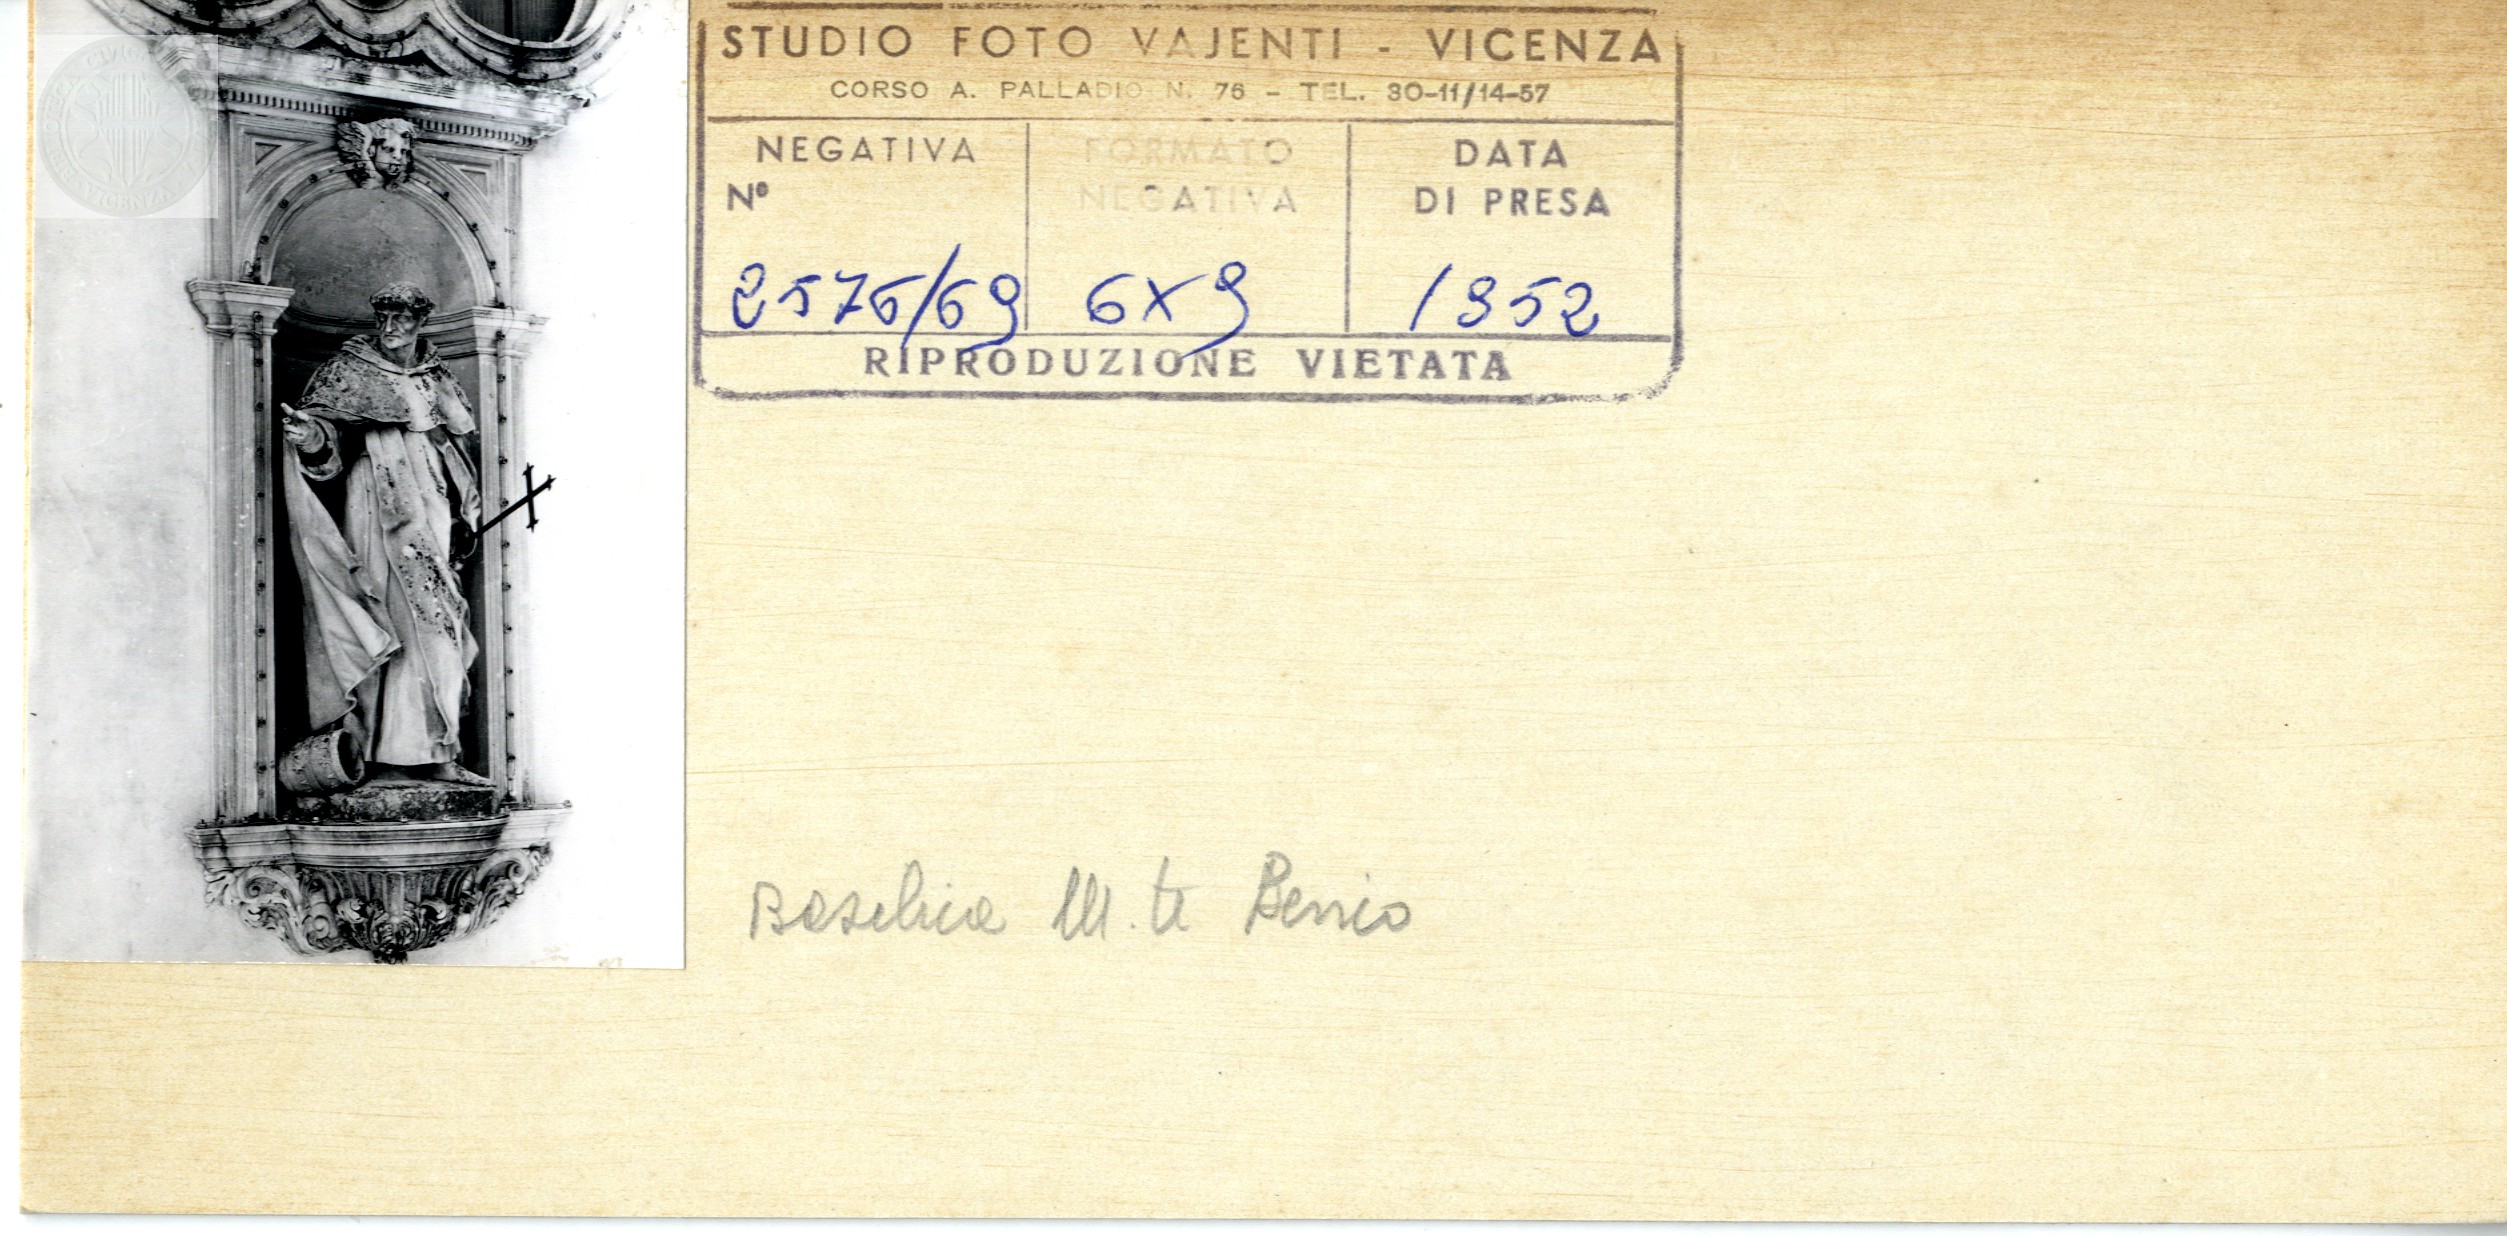 STUDIO FOTO VAJENTI - VICENZA
CORSO A. PALLADIO N. 76 - TEL. 30-11/14-57
NEGATIVA
Nº
2576/69
FORMATO
NEGATIVA
6x9
DATA
DI PRESA
1952
RIPRODUZIONE VIETATA
Basilica M.te Berico